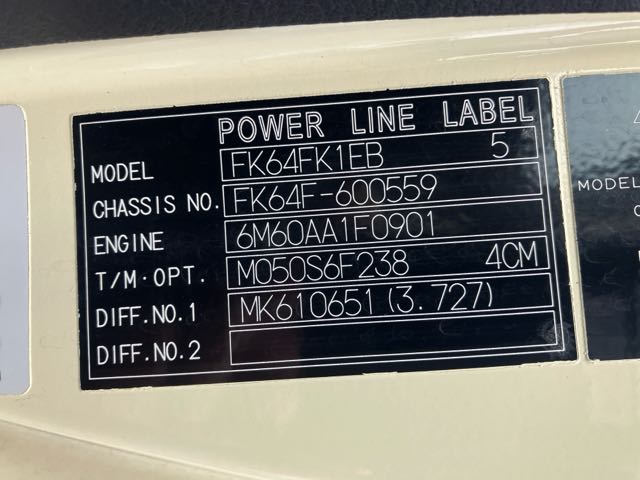 POWER LINE LABEL
MODEL FK64FK1EB 5
CHASSIS NO. FK64F-600559
ENGINE 6M60AA1F0901
T/M·OPT. M050S6F238 4CM
DIFF.NO.1 MK610651 (3.727)
DIFF.NO.2
MODEL